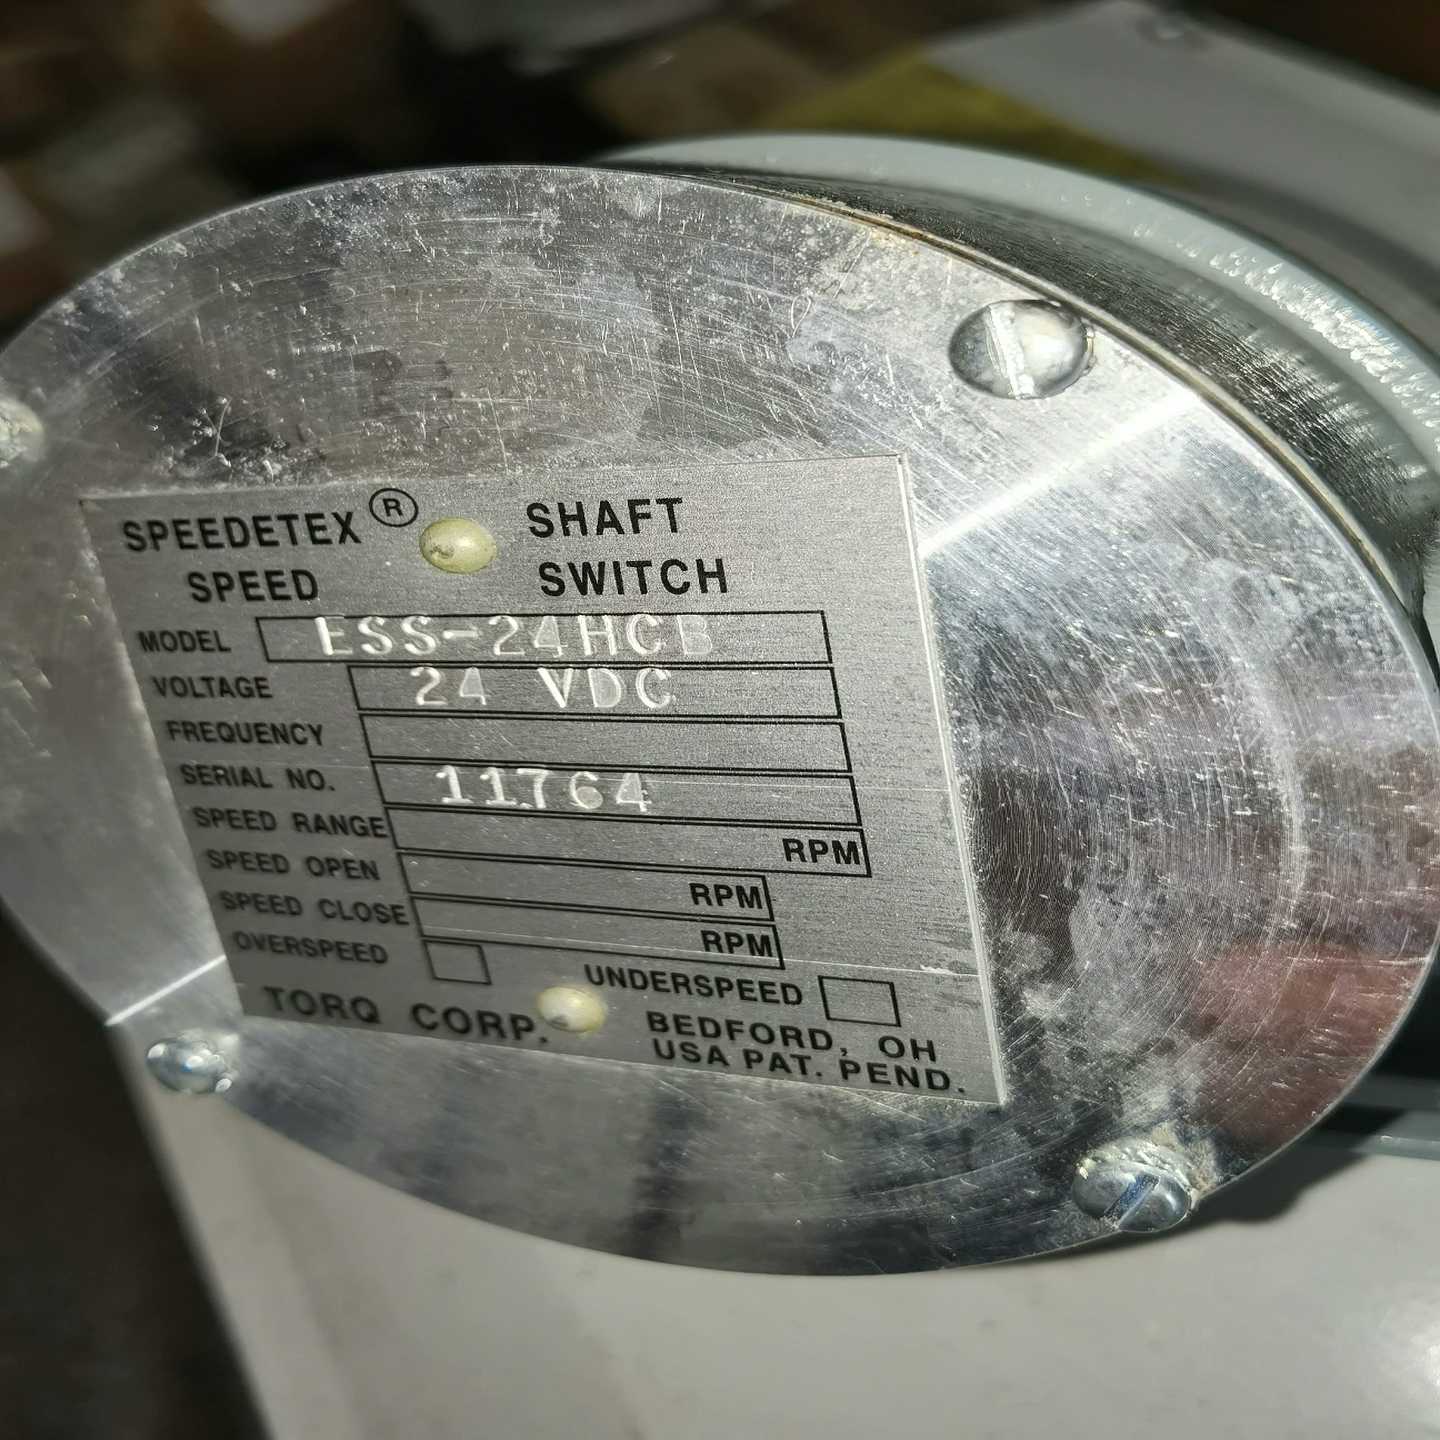 SPEEDETEX ® SHAFT
SPEED SWITCH
MODEL ESS-24HCB
VOLTAGE 24 VDC
FREQUENCY
SERIAL NO. 11764
SPEED RANGE RPM
SPEED OPEN RPM
SPEED CLOSE RPM
OVERSPEED UNDERSPEED
TORQ CORP. BEDFORD, OH
USA PAT. PEND.